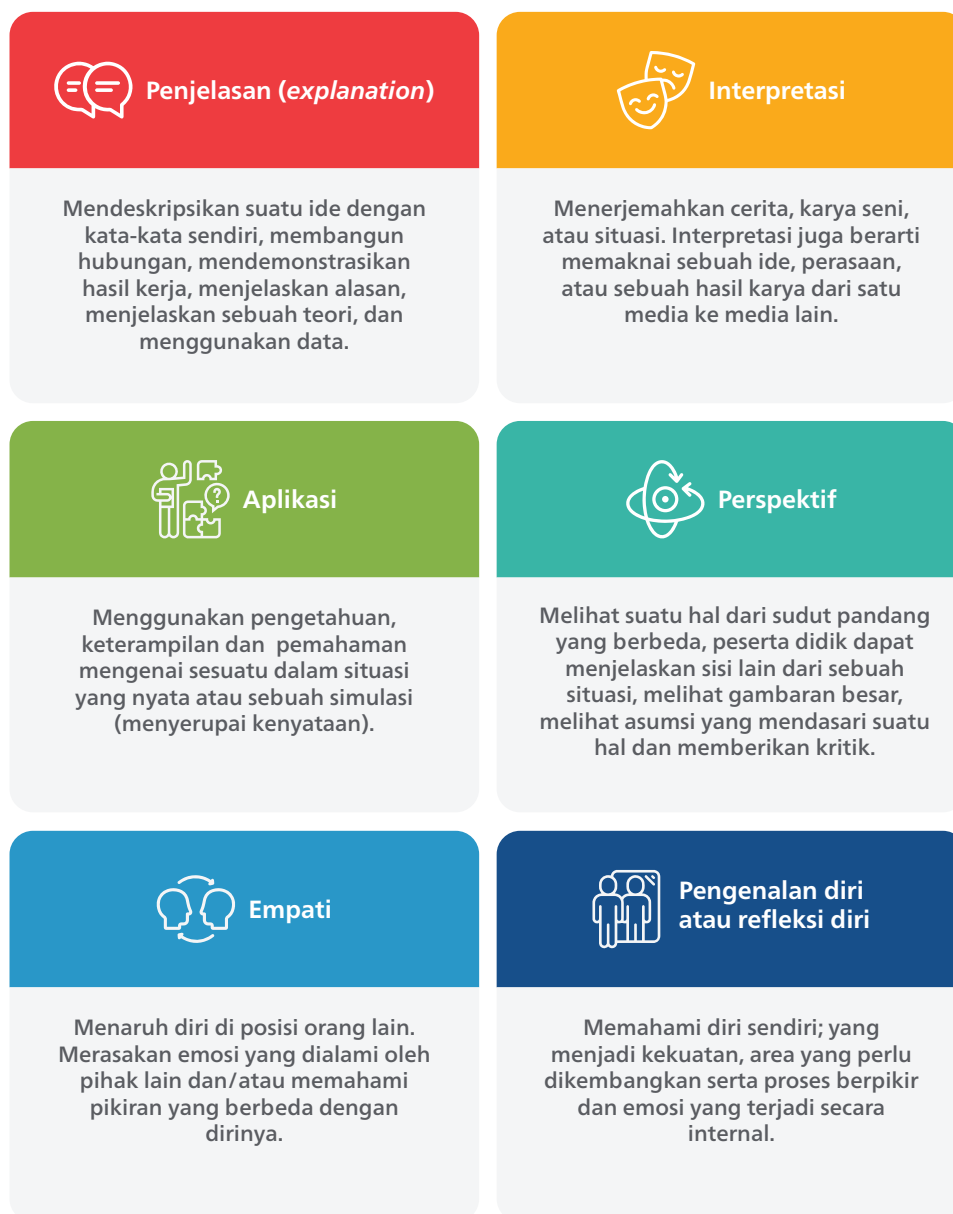 Penjelasan (explanation)
Mendeskripsikan suatu ide dengan
kata-kata sendiri, membangun
hubungan, mendemonstrasikan
hasil kerja, menjelaskan alasan,
menjelaskan sebuah teori, dan
menggunakan data.
Interpretasi
Menerjemahkan cerita, karya seni,
atau situasi. Interpretasi juga berarti
memaknai sebuah ide, perasaan,
atau sebuah hasil karya dari satu
media ke media lain.
Aplikasi
Menggunakan pengetahuan,
keterampilan dan pemahaman
mengenai sesuatu dalam situasi
yang nyata atau sebuah simulasi
(menyerupai kenyataan).
Perspektif
Melihat suatu hal dari sudut pandang
yang berbeda, peserta didik dapat
menjelaskan sisi lain dari sebuah
situasi, melihat gambaran besar,
melihat asumsi yang mendasari suatu
hal dan memberikan kritik.
Empati
Menaruh diri di posisi orang lain.
Merasakan emosi yang dialami oleh
pihak lain dan/atau memahami
pikiran yang berbeda dengan
dirinya.
Pengenalan diri
atau refleksi diri
Memahami diri sendiri; yang
menjadi kekuatan, area yang perlu
dikembangkan serta proses berpikir
dan emosi yang terjadi secara
internal.